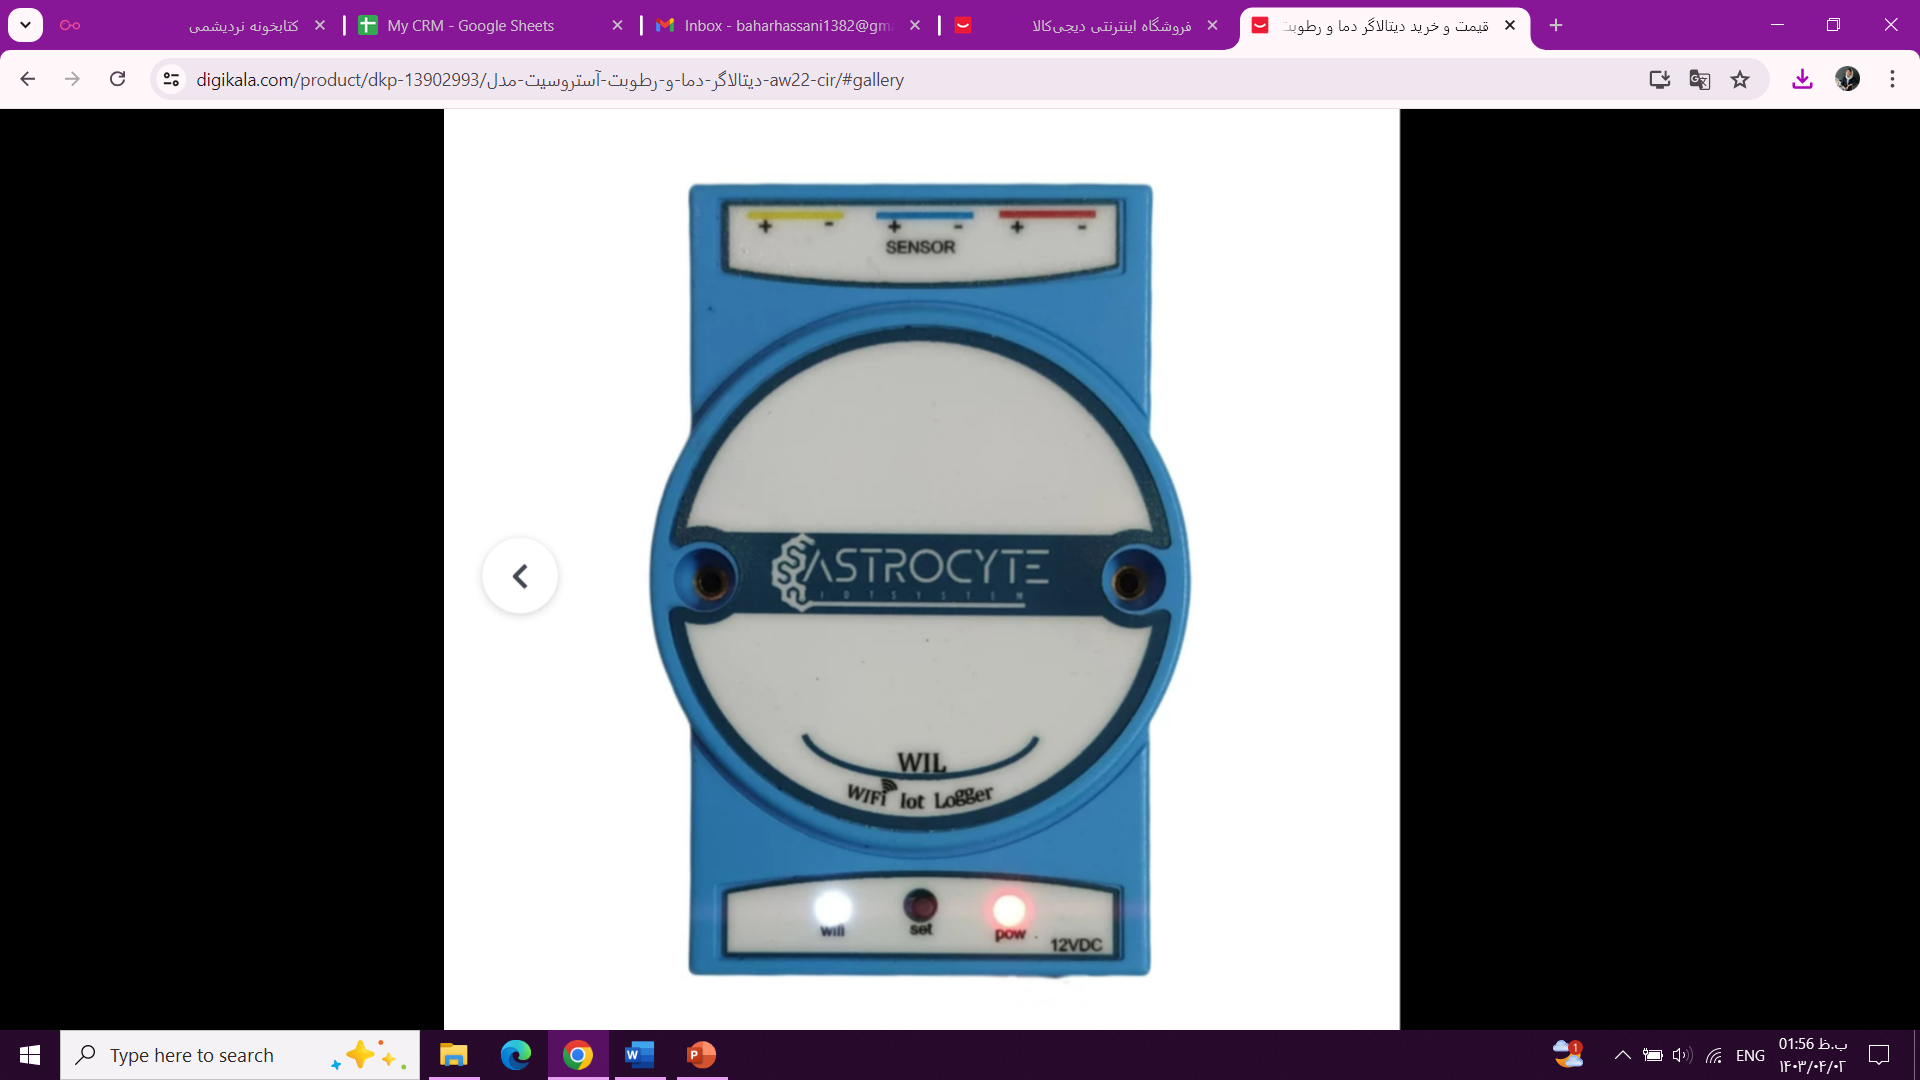 کتابخونه نردیشمی
My CRM - Google Sheets
Inbox - baharhassani1382@gm
فروشگاه اینترنتی دیجی‌کالا
قیمت و خرید دیتالاگر دما و رطوبت
digikala.com/product/dkp-13902993/دیتالاگر-دما-و-رطوبت-آستروسیت-مدل-aw22-cir/#gallery
+ - + - + -
SENSOR
ASTROCYTE
IOTSYSTEM
WIL
WIFi Iot Logger
wifi set pow
12VDC
Type here to search
1
ENG
01:56 ب.ظ
۱۴۰۳/۰۴/۰۲